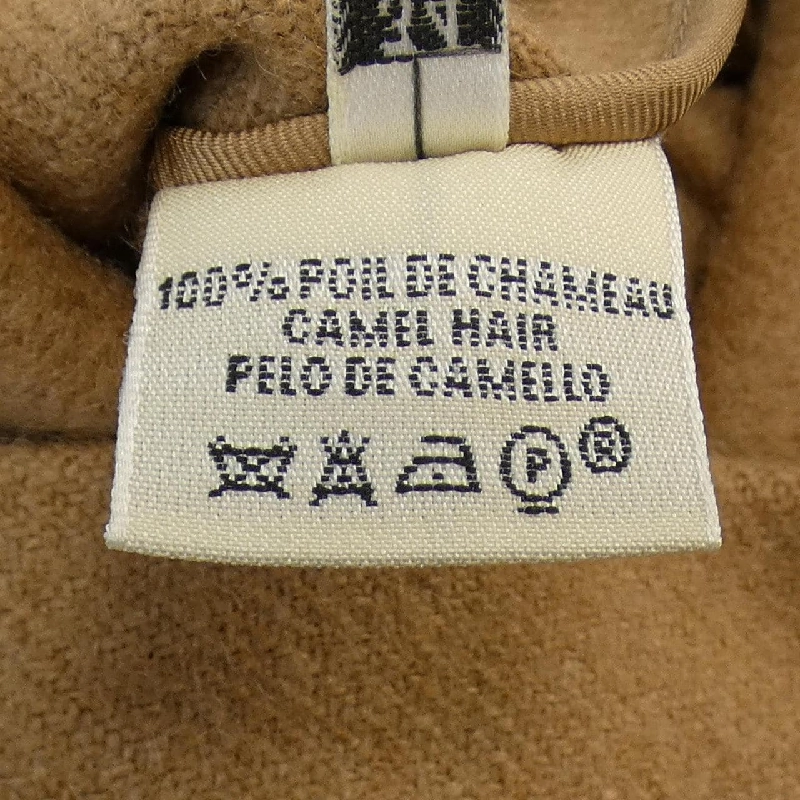 100% POIL DE CHAMEAU
CAMEL HAIR
PELO DE CAMELLO
P ®